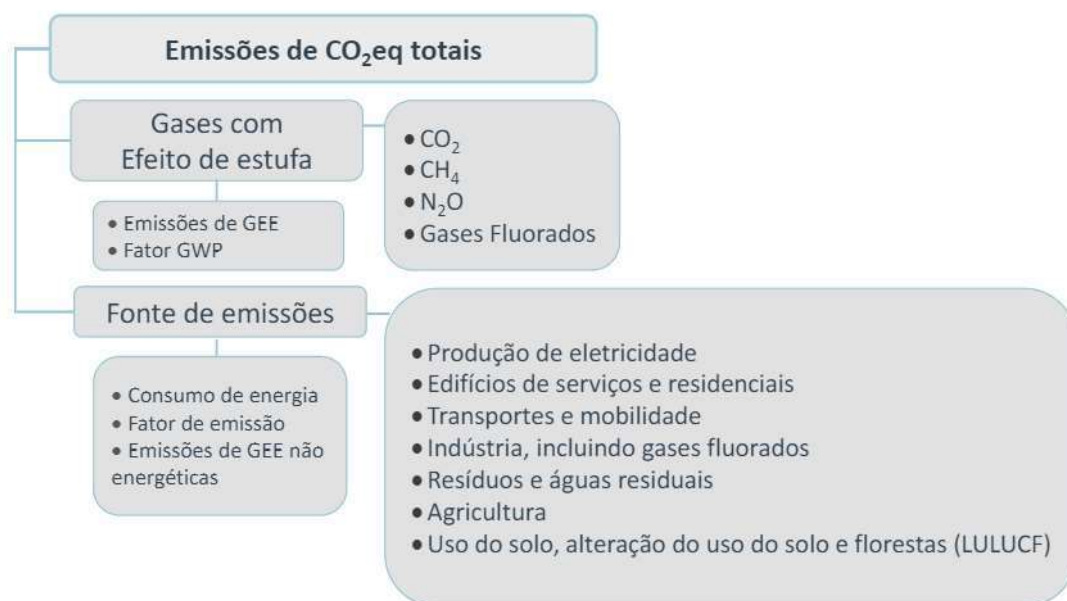 Emissões de CO₂eq totais
Gases com
Efeito de estufa
• CO₂
• CH₄
• N₂O
• Gases Fluorados
• Emissões de GEE
• Fator GWP
Fonte de emissões
• Consumo de energia
• Fator de emissão
• Emissões de GEE não
energéticas
• Produção de eletricidade
• Edifícios de serviços e residenciais
• Transportes e mobilidade
• Indústria, incluindo gases fluorados
• Resíduos e águas residuais
• Agricultura
• Uso do solo, alteração do uso do solo e florestas (LULUCF)